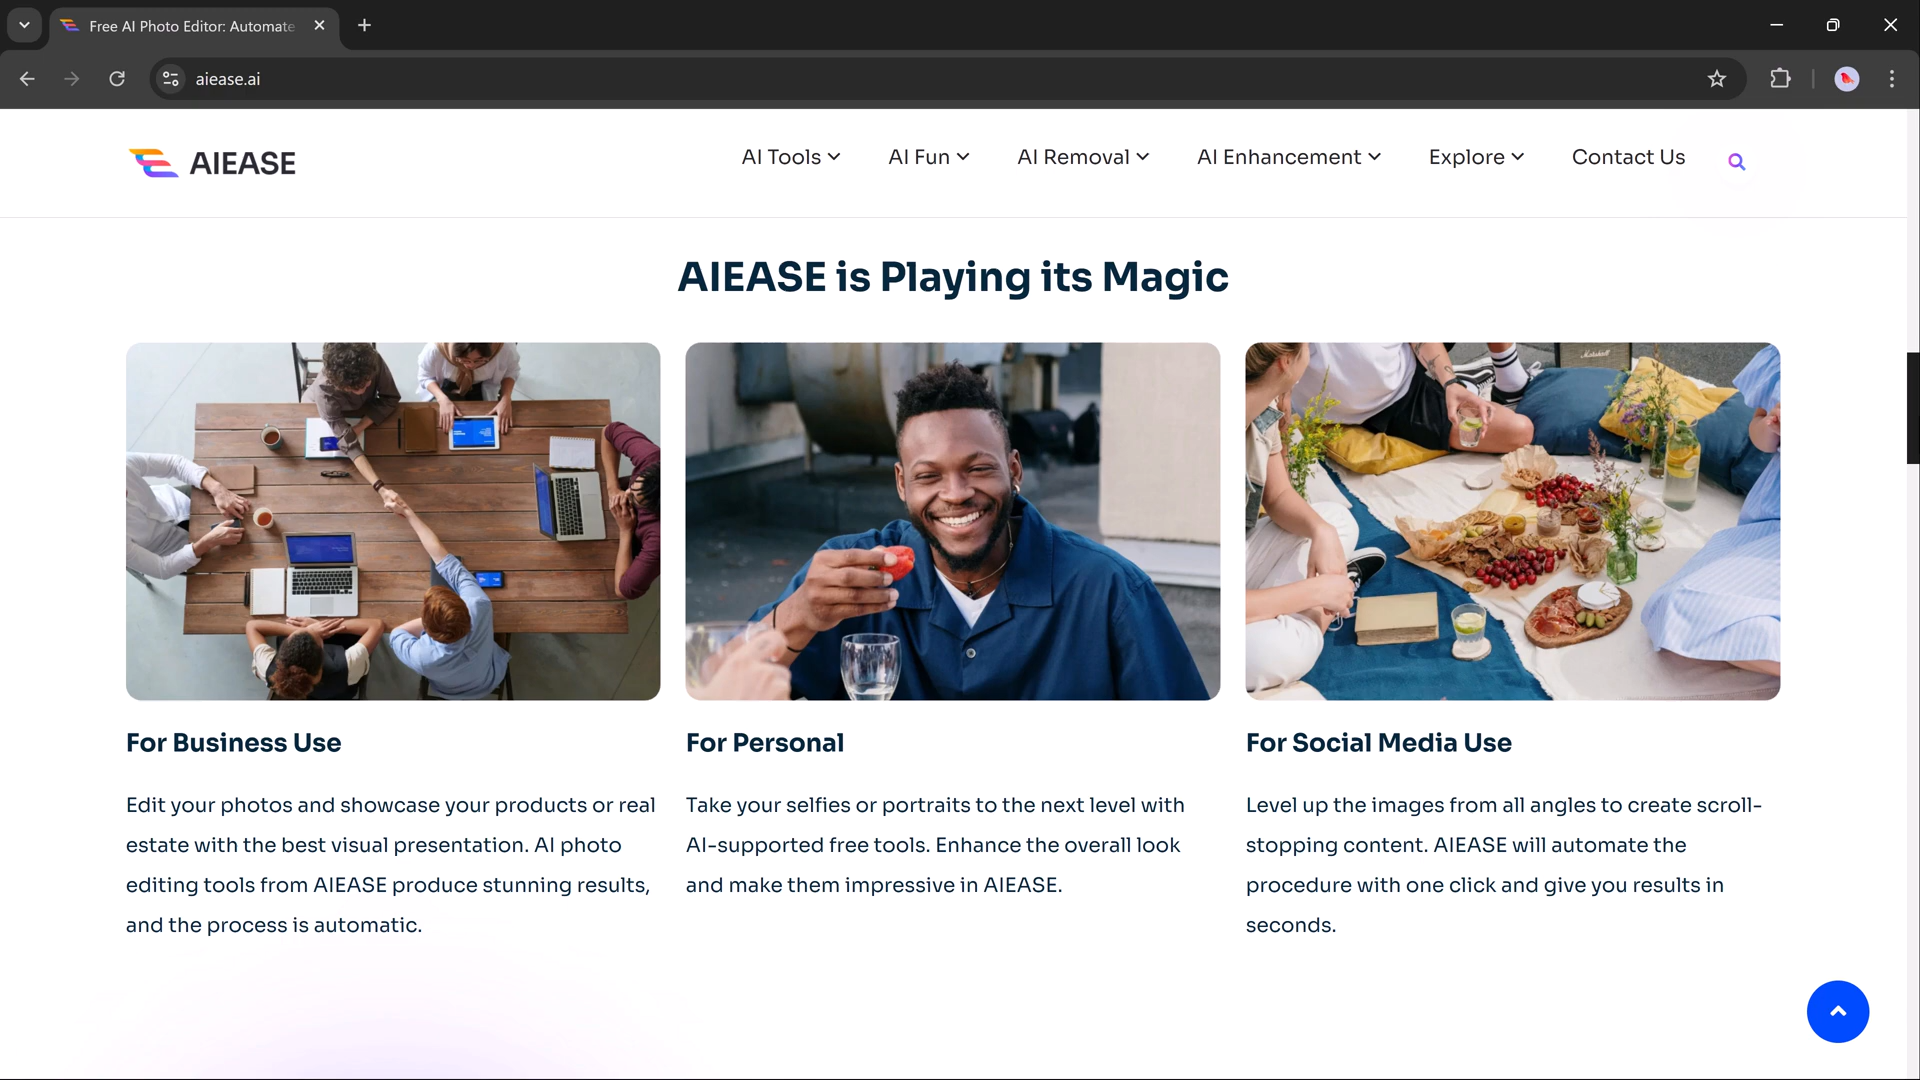 Free AI Photo Editor: Automate
aiease.ai
AIEASE
AI Tools
AI Fun
AI Removal
AI Enhancement
Explore
Contact Us
AIEASE is Playing its Magic
Marshall
For Business Use
Edit your photos and showcase your products or real
estate with the best visual presentation. AI photo
editing tools from AIEASE produce stunning results,
and the process is automatic.
For Personal
Take your selfies or portraits to the next level with
AI-supported free tools. Enhance the overall look
and make them impressive in AIEASE.
For Social Media Use
Level up the images from all angles to create scroll-
stopping content. AIEASE will automate the
procedure with one click and give you results in
seconds.